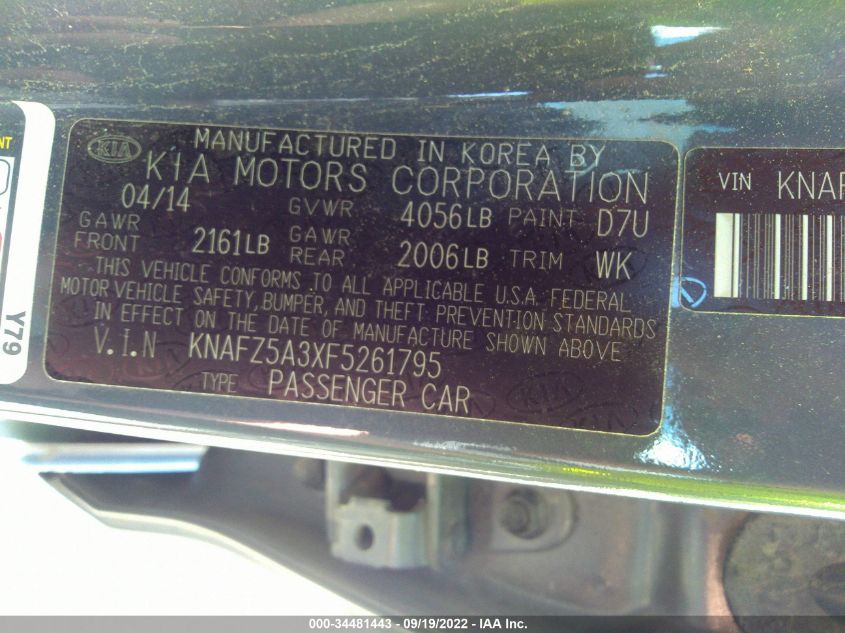 MANUFACTURED IN KOREA BY
KIA KIA MOTORS CORPORATION
04/14 GVWR 4056LB PAINT D7U
GAWR FRONT 2161LB GAWR REAR 2006LB TRIM WK
THIS VEHICLE CONFORMS TO ALL APPLICABLE U.S.A. FEDERAL
MOTOR VEHICLE SAFETY, BUMPER, AND THEFT PREVENTION STANDARDS
IN EFFECT ON THE DATE OF MANUFACTURE SHOWN ABOVE
V.I.N KNAFZ5A3XF5261795
TYPE PASSENGER CAR
VIN KNAF
Y79
000-34481443 - 09/19/2022 - IAA Inc.